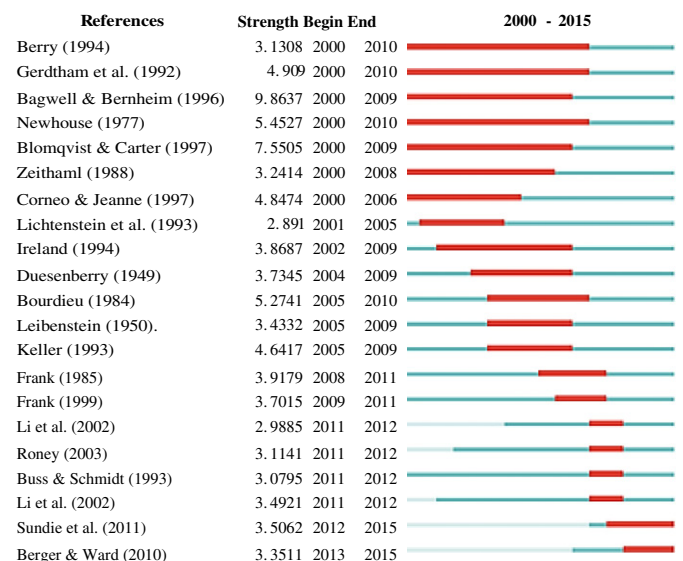 References Strength Begin End 2000 - 2015
Berry (1994) 3.1308 2000 2010
Gerdtham et al. (1992) 4.909 2000 2010
Bagwell & Bernheim (1996) 9.8637 2000 2009
Newhouse (1977) 5.4527 2000 2010
Blomqvist & Carter (1997) 7.5505 2000 2009
Zeithaml (1988) 3.2414 2000 2008
Corneo & Jeanne (1997) 4.8474 2000 2006
Lichtenstein et al. (1993) 2.891 2001 2005
Ireland (1994) 3.8687 2002 2009
Duesenberry (1949) 3.7345 2004 2009
Bourdieu (1984) 5.2741 2005 2010
Leibenstein (1950). 3.4332 2005 2009
Keller (1993) 4.6417 2005 2009
Frank (1985) 3.9179 2008 2011
Frank (1999) 3.7015 2009 2011
Li et al. (2002) 2.9885 2011 2012
Roney (2003) 3.1141 2011 2012
Buss & Schmidt (1993) 3.0795 2011 2012
Li et al. (2002) 3.4921 2011 2012
Sundie et al. (2011) 3.5062 2012 2015
Berger & Ward (2010) 3.3511 2013 2015